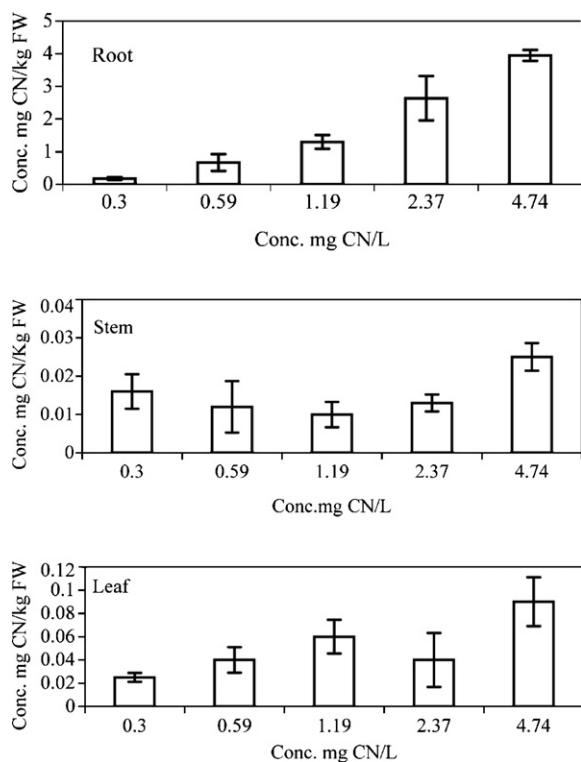 Conc. mg CN/kg FW
Root
5
4
3
2
1
0
0.3 0.59 1.19 2.37 4.74
Conc. mg CN/L
Conc. mg CN/Kg FW
Stem
0.04
0.03
0.02
0.01
0
0.3 0.59 1.19 2.37 4.74
Conc.mg CN/L
Conc. mg CN/kg FW
Leaf
0.12
0.1
0.08
0.06
0.04
0.02
0
0.3 0.59 1.19 2.37 4.74
Conc. mg CN/L